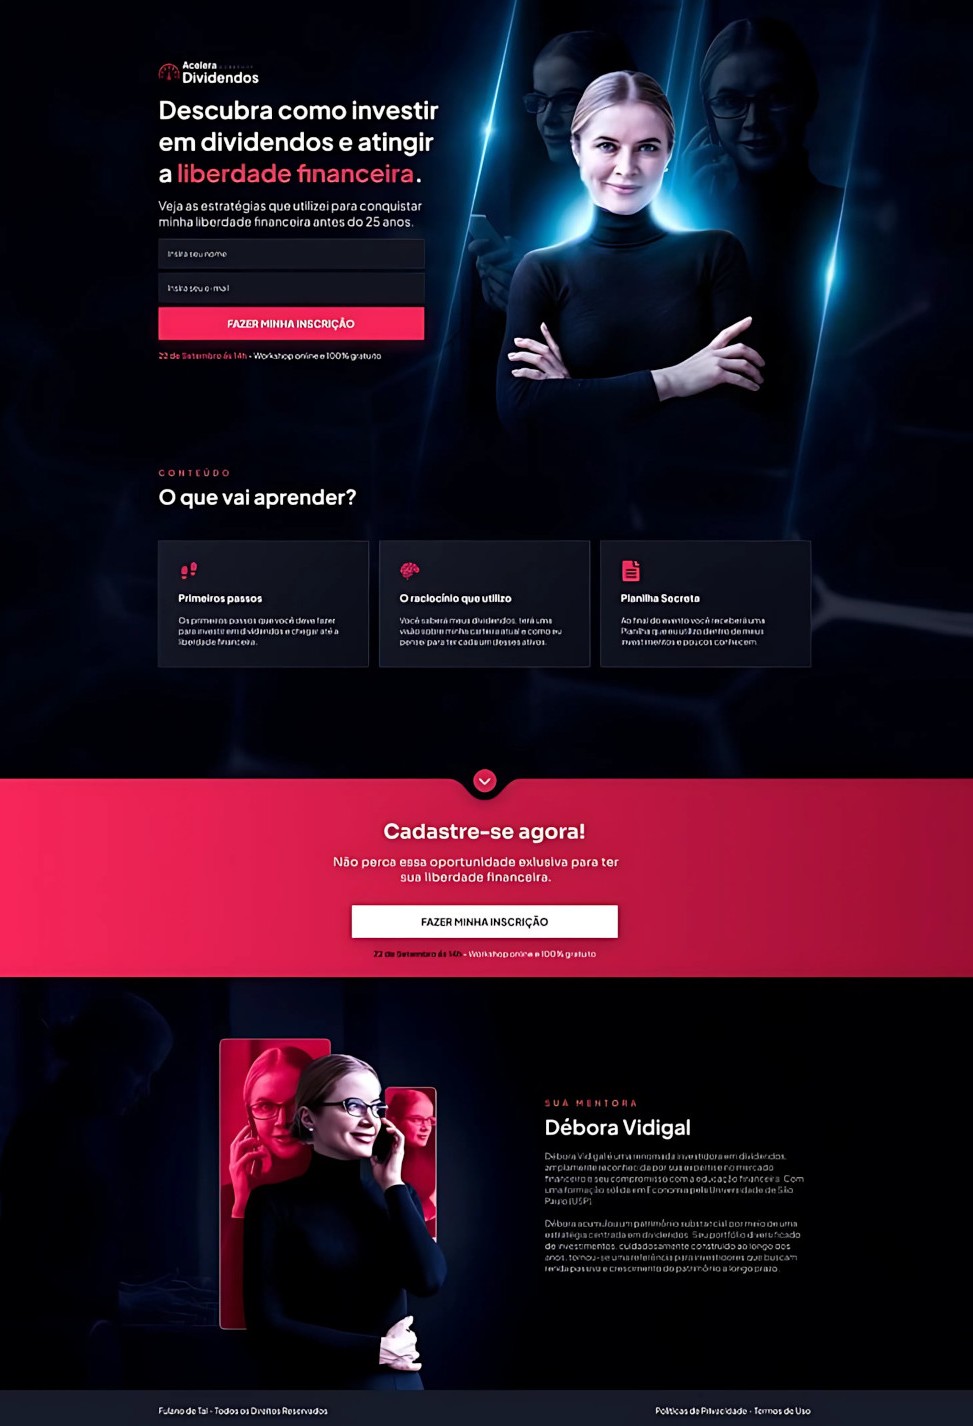 Acelera
Dividendos
Descubra como investir
em dividendos e atingir
a liberdade financeira.
Veja as estratégias que utilizei para conquistar
minha liberdade financeira antes do 25 anos.
Insira seu nome
Insira seu e-mail
FAZER MINHA INSCRIÇÃO
22 de Setembro ás 14h - Workshop online e 100% gratuito
CONTEÚDO
O que vai aprender?
Primeiros passos
Os primeiros passos que você deve fazer
para investir em dividendos e chegar até a
liberdade financeira.
O raciocínio que utilizo
Você saberá meus dividendos, terá uma
visão sobre minha carteira atual e como eu
pensei para ter cada um desses ativos.
Planilha Secreta
Ao final do evento você receberá uma
Planilha que eu utilizo dentro de meus
investimentos e poucos conhecem.
Cadastre-se agora!
Não perca essa oportunidade exlusiva para ter
sua liberdade financeira.
FAZER MINHA INSCRIÇÃO
22 de Setembro ás 14h - Workshop online e 100% gratuito
SUA MENTORA
Débora Vidigal
Débora Vidigal é uma renomada investidora em dividendos,
amplamente reconhecida por sua expertise no mercado
financeiro e seu compromisso com a educação financeira. Com
uma formação sólida em Economia pela Universidade de São
Paulo (USP).
Débora acumulou um patrimônio substancial por meio de uma
estratégia centrada em dividendos. Seu portfólio diversificado
de investimentos, cuidadosamente construído ao longo dos
anos, tornou-se uma referência para investidores que buscam
renda passiva e crescimento do patrimônio a longo prazo.
Fulano de Tal - Todos os Direitos Reservados
Políticas de Privacidade - Termos de Uso